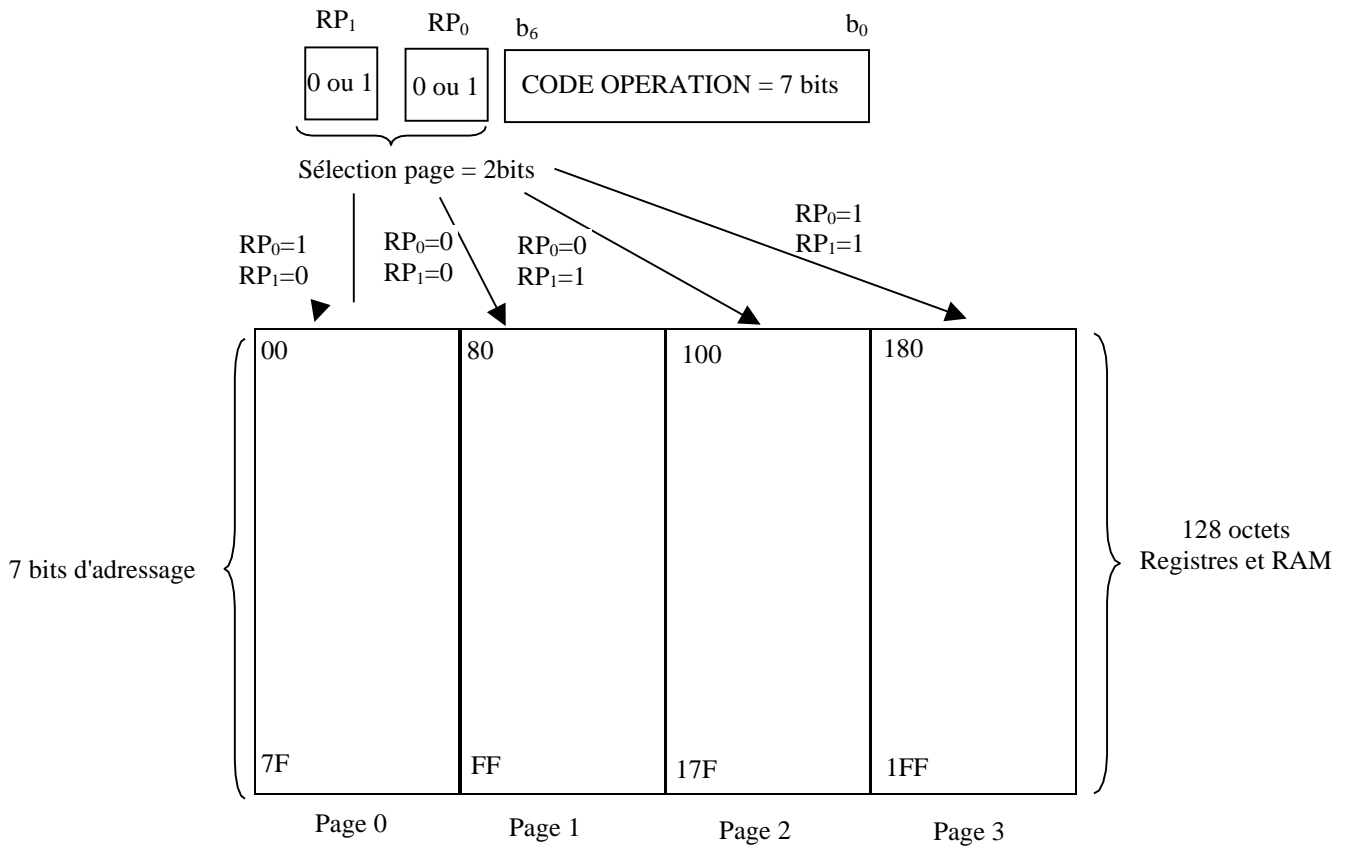 RP₁ RP₀ b₆ b₀
0 ou 1 0 ou 1 CODE OPERATION = 7 bits
Sélection page = 2bits
RP₀=1
RP₁=0
RP₀=0
RP₁=0
RP₀=0
RP₁=1
RP₀=1
RP₁=1
00 80 100 180
7 bits d'adressage
128 octets
Registres et RAM
7F FF 17F 1FF
Page 0 Page 1 Page 2 Page 3